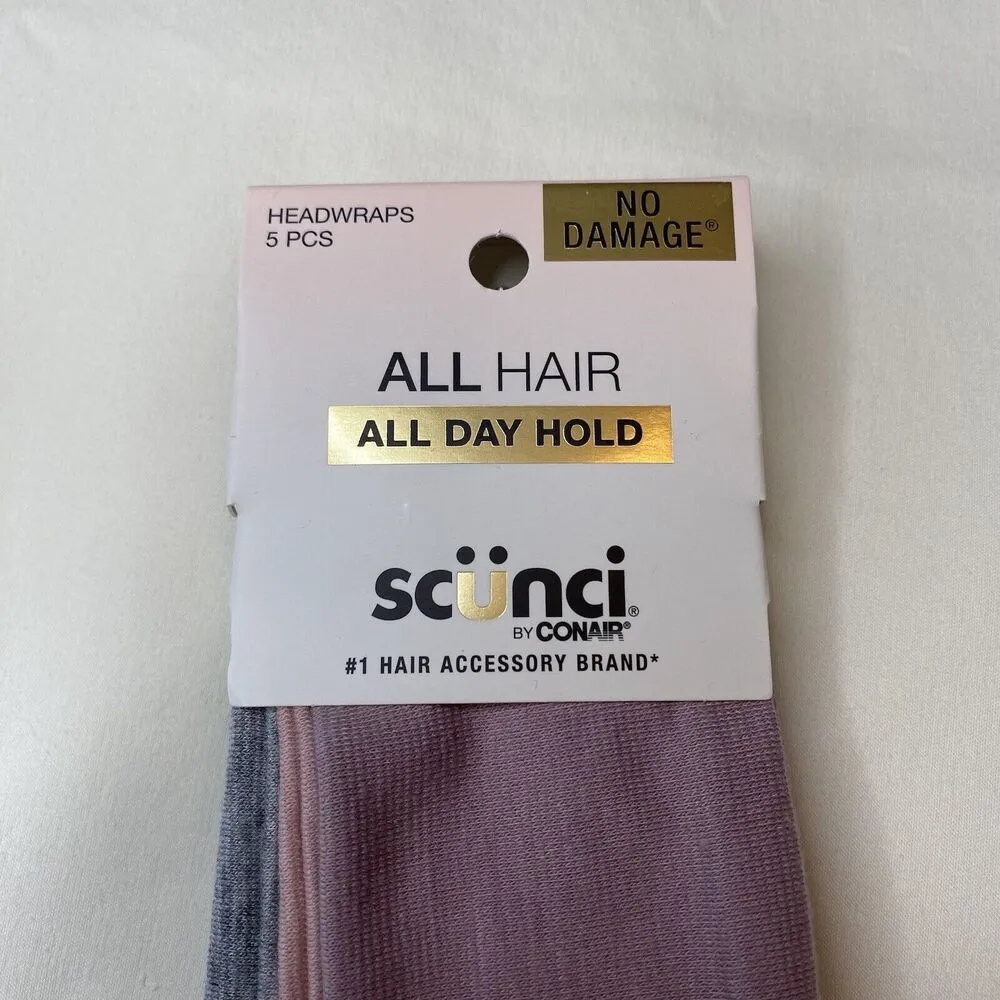 HEADWRAPS
5 PCS
NO
DAMAGE®
ALL HAIR
ALL DAY HOLD
scünci®
BY CONAIR®
#1 HAIR ACCESSORY BRAND*